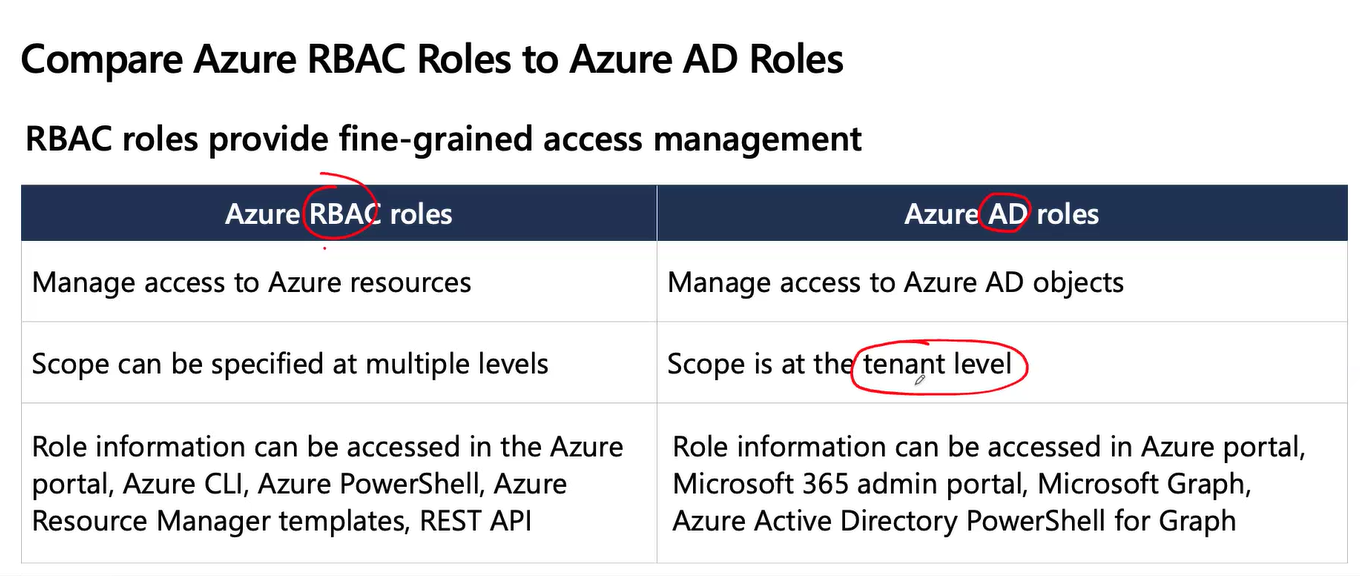 Compare Azure RBAC Roles to Azure AD Roles
RBAC roles provide fine-grained access management
Azure RBAC roles
Azure AD roles
Manage access to Azure resources
Manage access to Azure AD objects
Scope can be specified at multiple levels
Scope is at the tenant level
Role information can be accessed in the Azure
portal, Azure CLI, Azure PowerShell, Azure
Resource Manager templates, REST API
Role information can be accessed in Azure portal,
Microsoft 365 admin portal, Microsoft Graph,
Azure Active Directory PowerShell for Graph